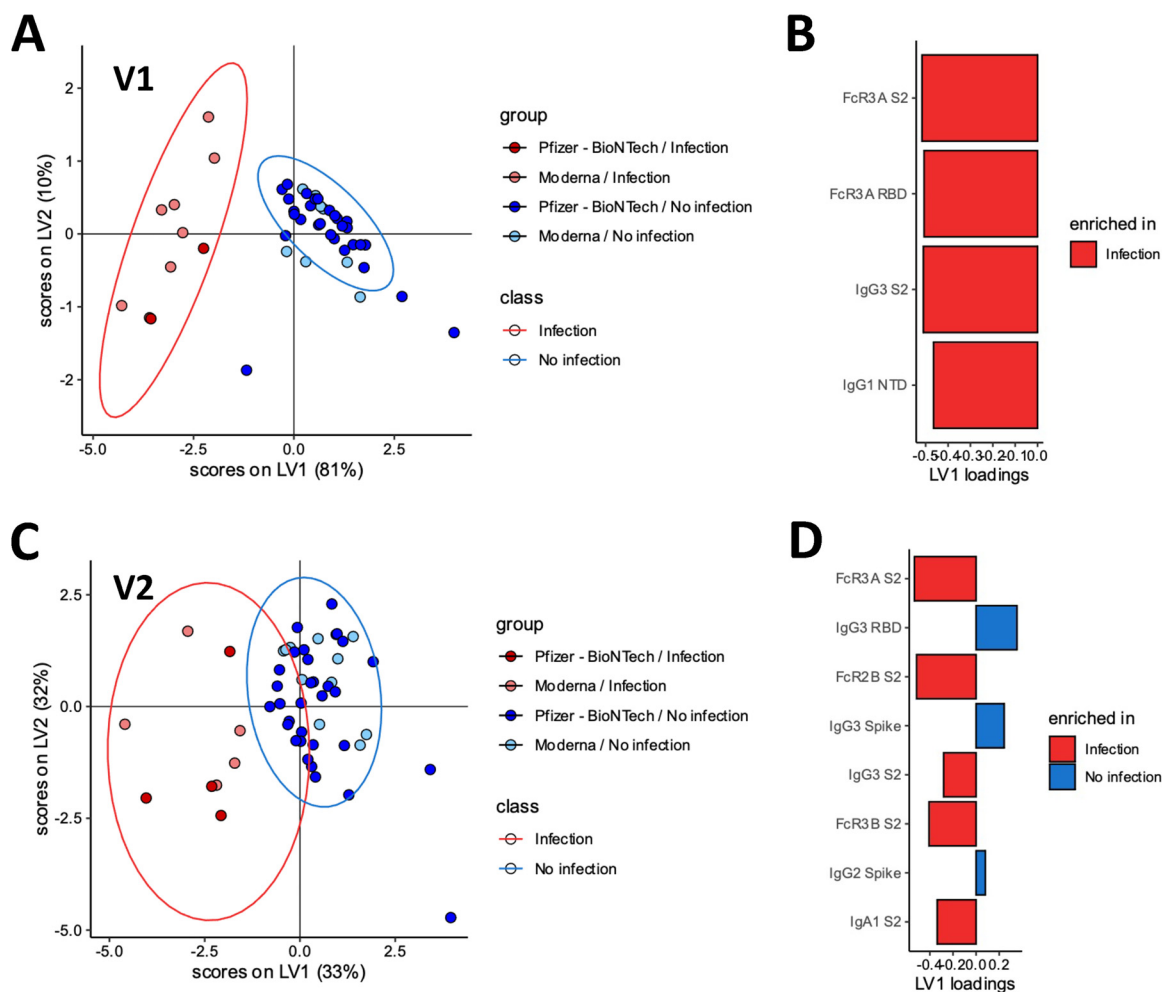 A
V1
2
1
0
-1
-2
scores on LV2 (10%)
-5.0 -2.5 0.0 2.5
scores on LV1 (81%)
group
Pfizer - BioNTech / Infection
Moderna / Infection
Pfizer - BioNTech / No infection
Moderna / No infection
class
Infection
No infection
B
FcR3A S2
FcR3A RBD
IgG3 S2
IgG1 NTD
-0.5-0.4-0.3-0.2-0.10.0
LV1 loadings
enriched in
Infection
C
V2
2.5
0.0
-2.5
-5.0
scores on LV2 (32%)
-5.0 -2.5 0.0 2.5
scores on LV1 (33%)
group
Pfizer - BioNTech / Infection
Moderna / Infection
Pfizer - BioNTech / No infection
Moderna / No infection
class
Infection
No infection
D
FcR3A S2
IgG3 RBD
FcR2B S2
IgG3 Spike
IgG3 S2
FcR3B S2
IgG2 Spike
IgA1 S2
-0.4-0.20.00.2
LV1 loadings
enriched in
Infection
No infection